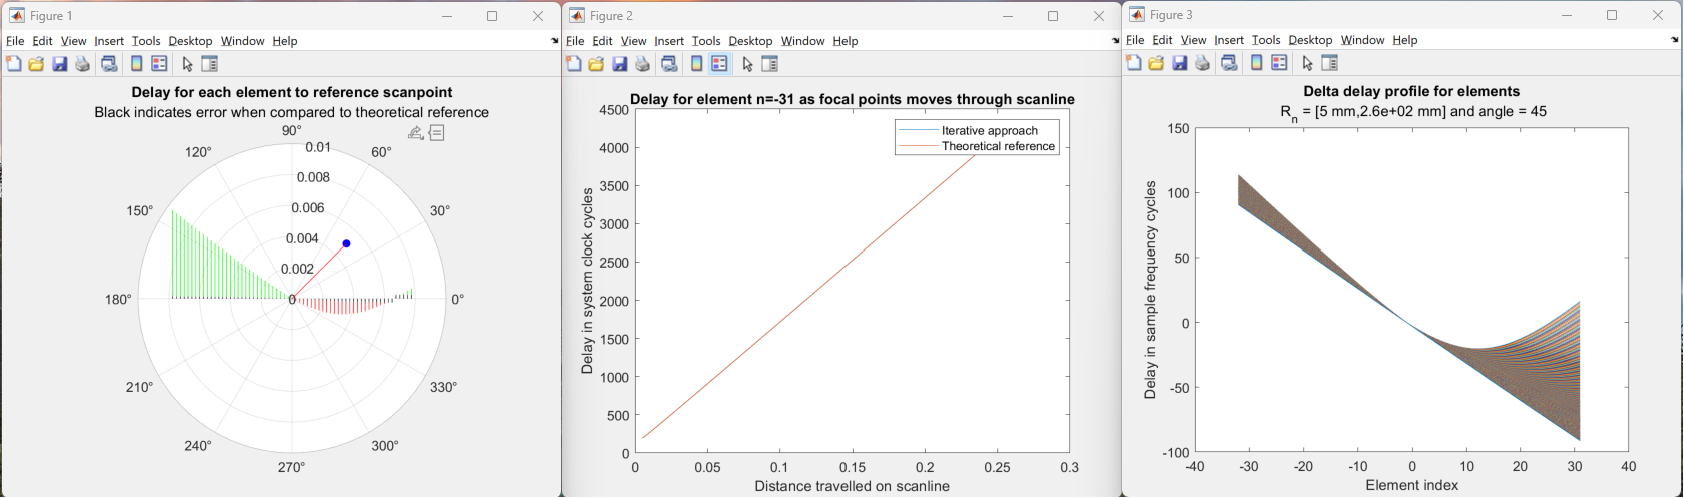 Figure 1
File Edit View Insert Tools Desktop Window Help
Delay for each element to reference scanpoint
Black indicates error when compared to theoretical reference
90°
120°
60°
0.01
0.008
150°
30°
0.006
0.004
0.002
180°
0
0°
210°
330°
240°
300°
270°
Figure 2
File Edit View Insert Tools Desktop Window Help
Delay for element n=-31 as focal points moves through scanline
Iterative approach
Theoretical reference
Delay in system clock cycles
4500
4000
3500
3000
2500
2000
1500
1000
500
0
0 0.05 0.1 0.15 0.2 0.25 0.3
Distance travelled on scanline
Figure 3
File Edit View Insert Tools Desktop Window Help
Delta delay profile for elements
Rn = [5 mm,2.6e+02 mm] and angle = 45
Delay in sample frequency cycles
150
100
50
0
-50
-100
-40 -30 -20 -10 0 10 20 30 40
Element index